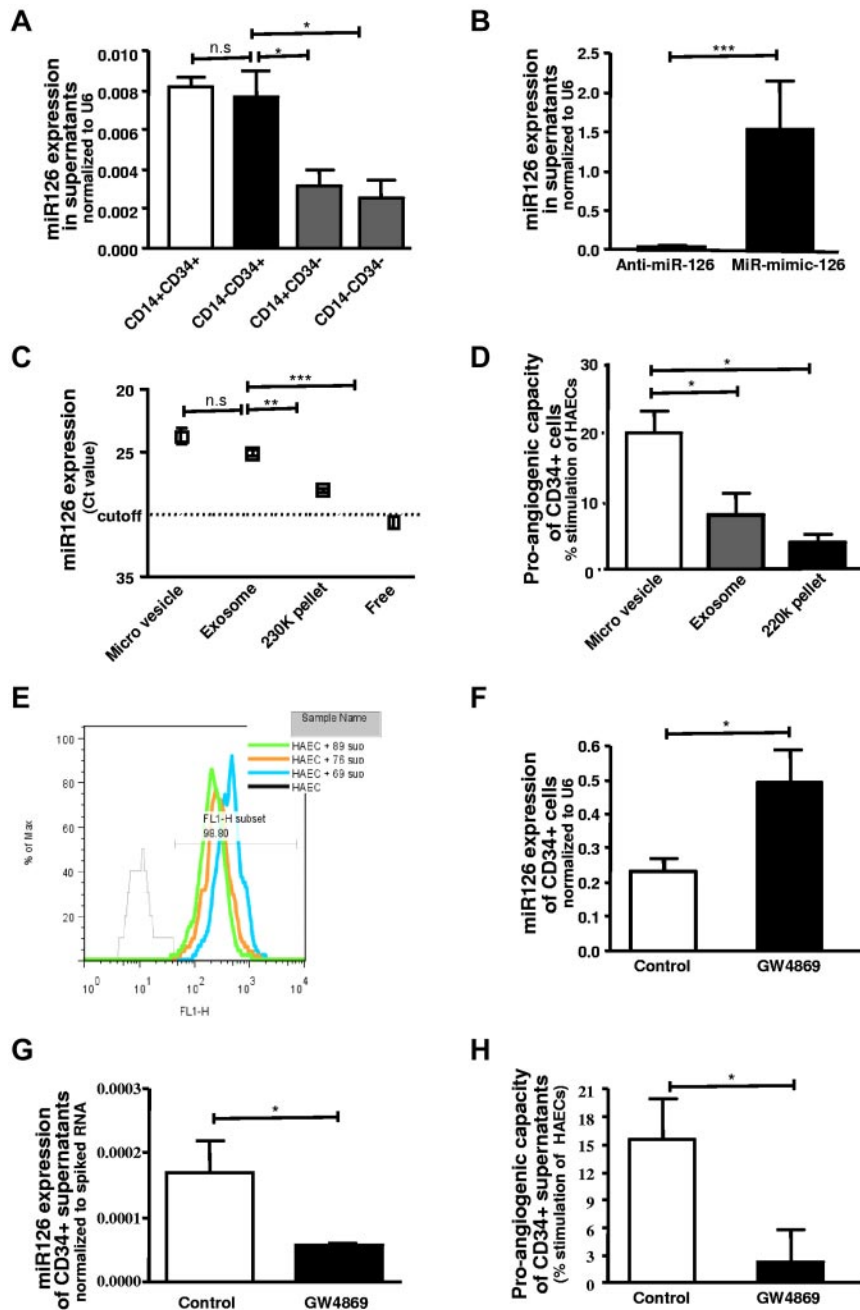 A
miR126 expression
in supernatants
normalized to U6
0.010
0.008
0.006
0.004
0.002
0.000
n.s
*
*
CD14+CD34+
CD14-CD34+
CD14+CD34-
CD14-CD34-
B
miR126 expression
in supernatants
normalized to U6
2.5
2.0
1.5
1.0
0.5
0.0
***
Anti-miR-126
MiR-mimic-126
C
miR126 expression
(Ct value)
20
25
cutoff
35
n.s
**
***
Micro vesicle
Exosome
230K pellet
Free
D
Pro-angiogenic capacity
of CD34+ cells
% stimulation of HAECs
30
20
10
0
*
*
Micro vesicle
Exosome
220k pellet
E
Sample Name
HAEC + 89 sup
HAEC + 76 sup
HAEC + 69 sup
HAEC
FL1-H subset
98.80
% of Max
100
80
60
40
20
0
10^0
10^1
10^2
10^3
10^4
FL1-H
F
miR126 expression
of CD34+ cells
normalized to U6
0.6
0.5
0.4
0.3
0.2
0.1
0.0
*
Control
GW4869
G
miR126 expression
of CD34+ supernatants
normalized to spiked RNA
0.0003
0.0002
0.0001
0.0000
*
Control
GW4869
H
Pro-angiogenic capacity
of CD34+ supernatants
(% stimulation of HAECs)
21
18
15
12
9
6
3
0
*
Control
GW4869